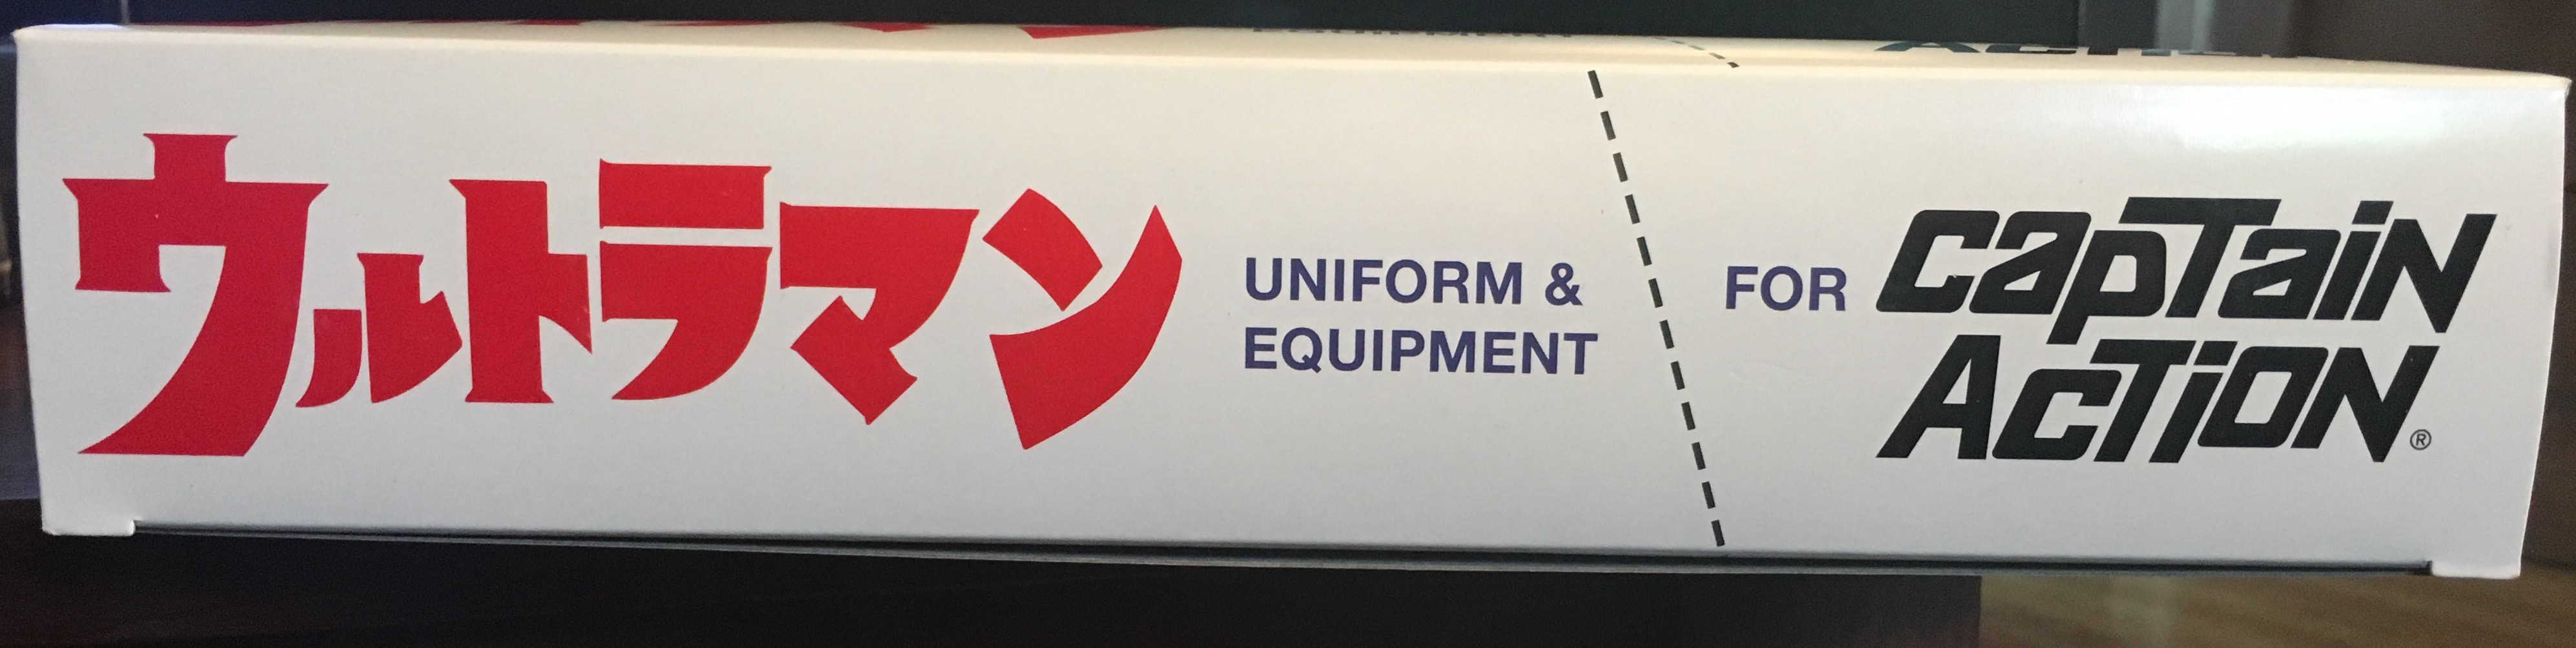 ウルトラマン
UNIFORM &
EQUIPMENT
FOR
CAPTAIN
ACTION®